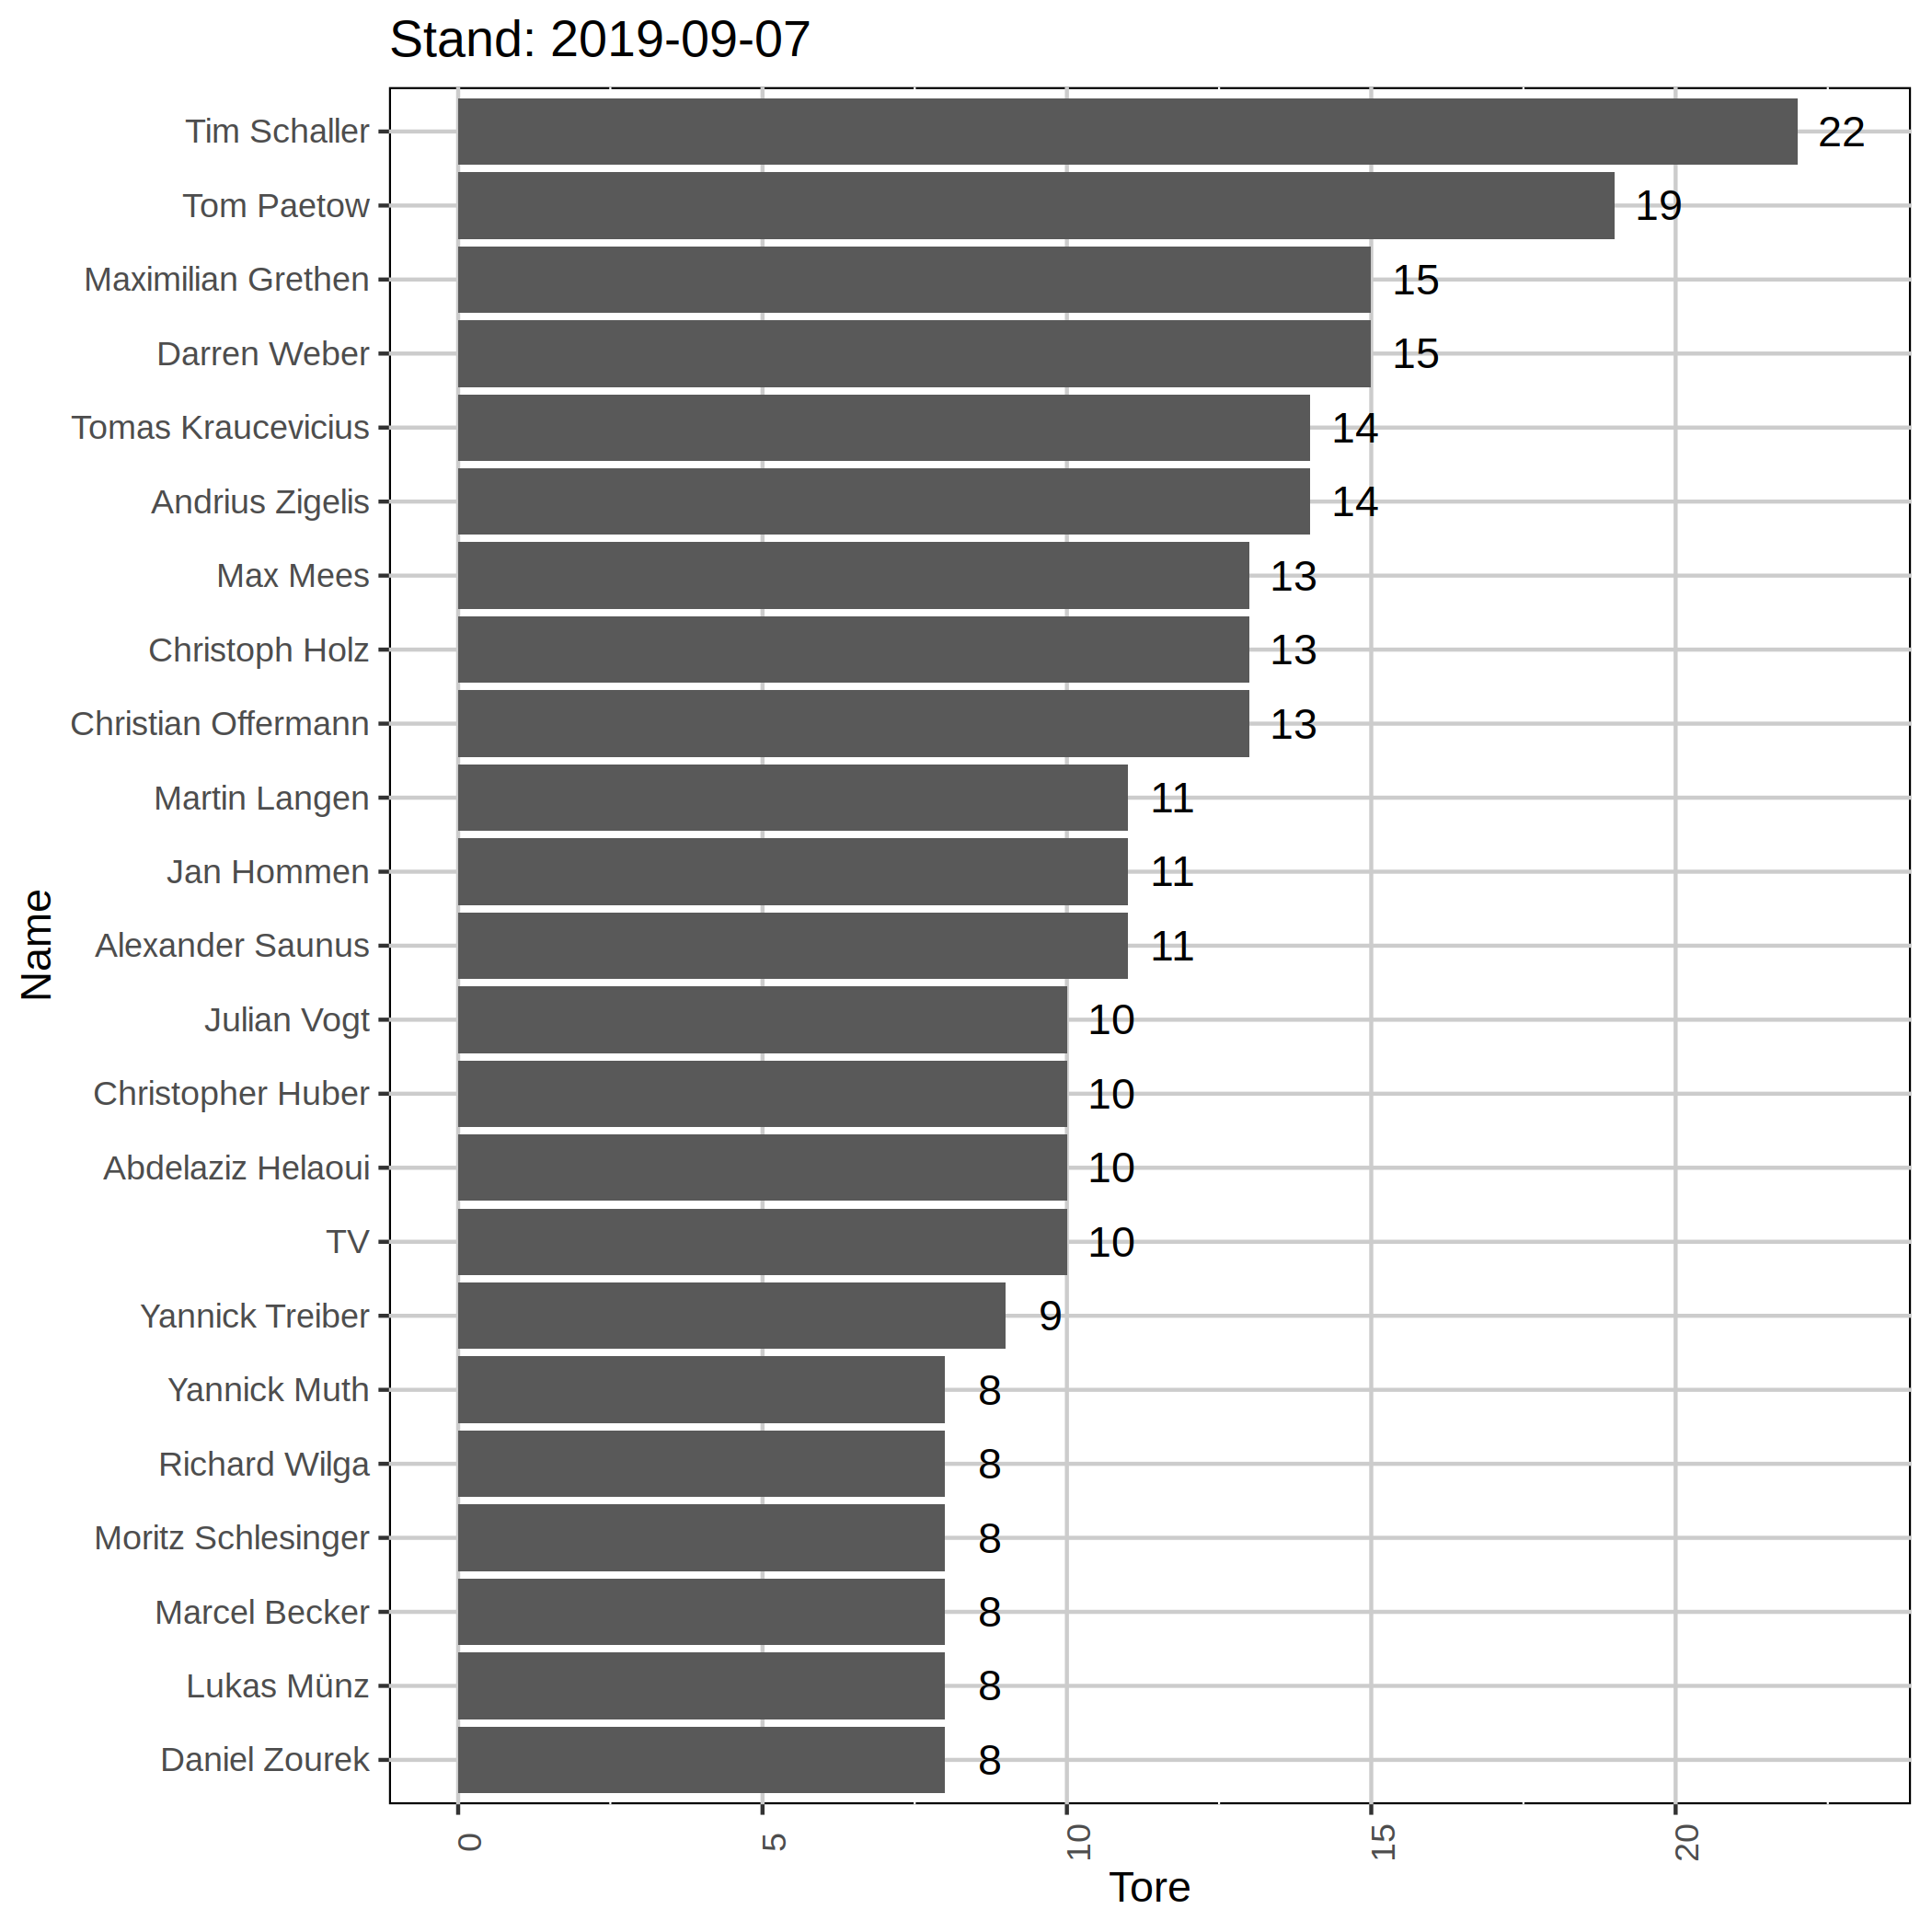 Stand: 2019-09-07
Tim Schaller 22
Tom Paetow 19
Maximilian Grethen 15
Darren Weber 15
Tomas Kraucevicius 14
Andrius Zigelis 14
Max Mees 13
Christoph Holz 13
Christian Offermann 13
Martin Langen 11
Jan Hommen 11
Alexander Saunus 11
Julian Vogt 10
Christopher Huber 10
Abdelaziz Helaoui 10
TV 10
Yannick Treiber 9
Yannick Muth 8
Richard Wilga 8
Moritz Schlesinger 8
Marcel Becker 8
Lukas Münz 8
Daniel Zourek 8
Name
0 5 10 15 20
Tore